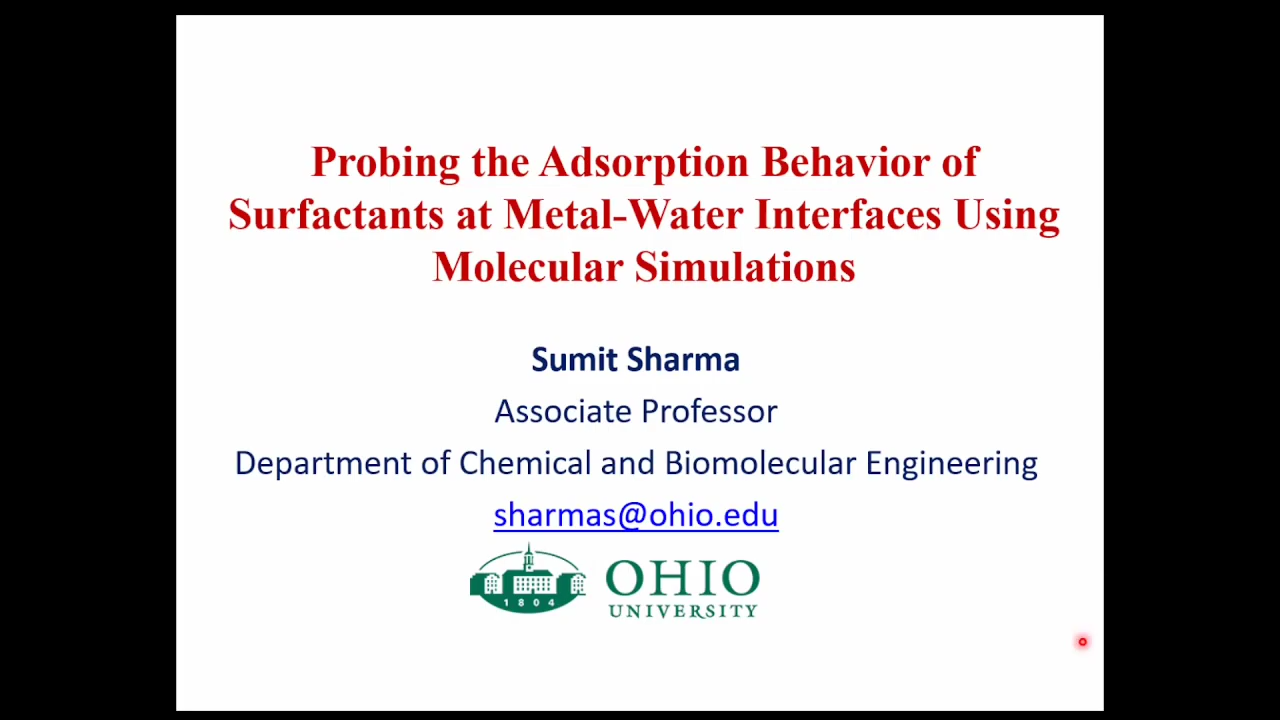 Probing the Adsorption Behavior of
Surfactants at Metal-Water Interfaces Using
Molecular Simulations
Sumit Sharma
Associate Professor
Department of Chemical and Biomolecular Engineering
sharmas@ohio.edu
1804
OHIO
UNIVERSITY